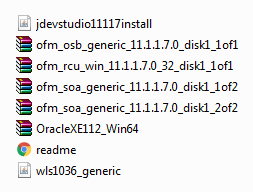 jdevstudio11117install
ofm_osb_generic_11.1.1.7.0_disk1_1of1
ofm_rcu_win_11.1.1.7.0_32_disk1_1of1
ofm_soa_generic_11.1.1.7.0_disk1_1of2
ofm_soa_generic_11.1.1.7.0_disk1_2of2
OracleXE112_Win64
readme
wls1036_generic